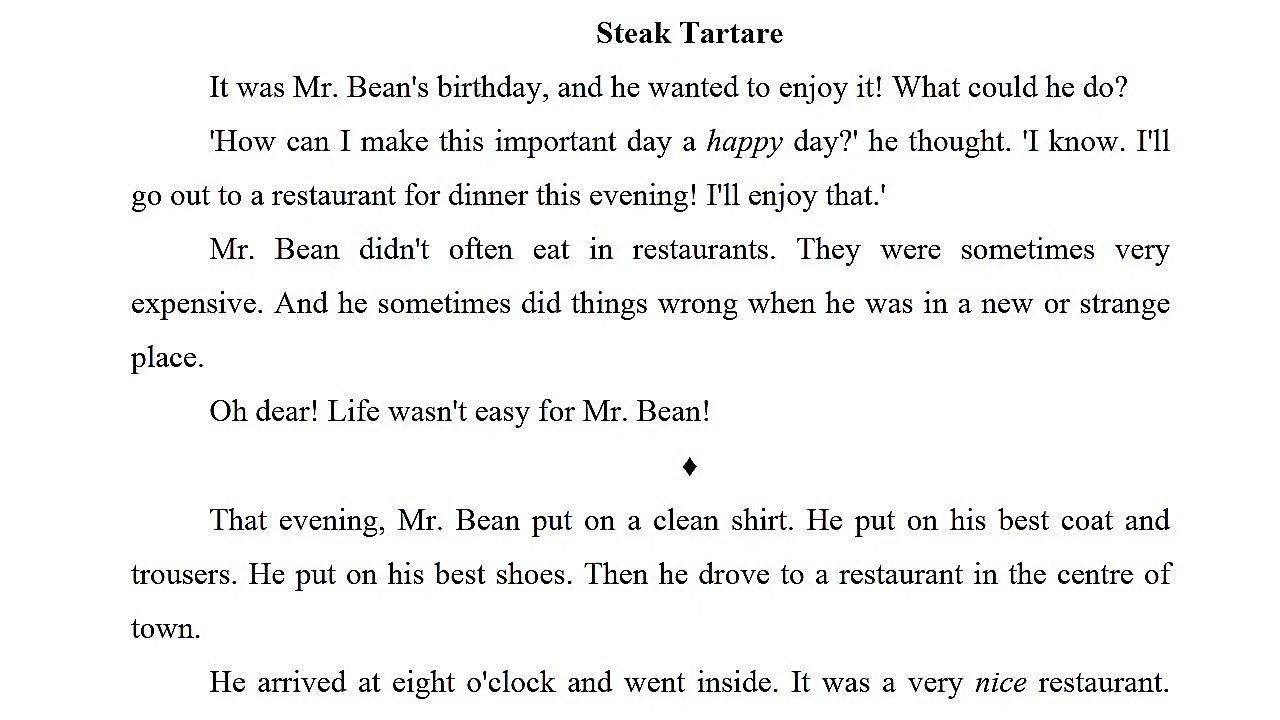 Steak Tartare
It was Mr. Bean's birthday, and he wanted to enjoy it! What could he do?
'How can I make this important day a happy day?' he thought. 'I know. I'll
go out to a restaurant for dinner this evening! I'll enjoy that.'
Mr. Bean didn't often eat in restaurants. They were sometimes very
expensive. And he sometimes did things wrong when he was in a new or strange
place.
Oh dear! Life wasn't easy for Mr. Bean!
♦
That evening, Mr. Bean put on a clean shirt. He put on his best coat and
trousers. He put on his best shoes. Then he drove to a restaurant in the centre of
town.
He arrived at eight o'clock and went inside. It was a very nice restaurant.